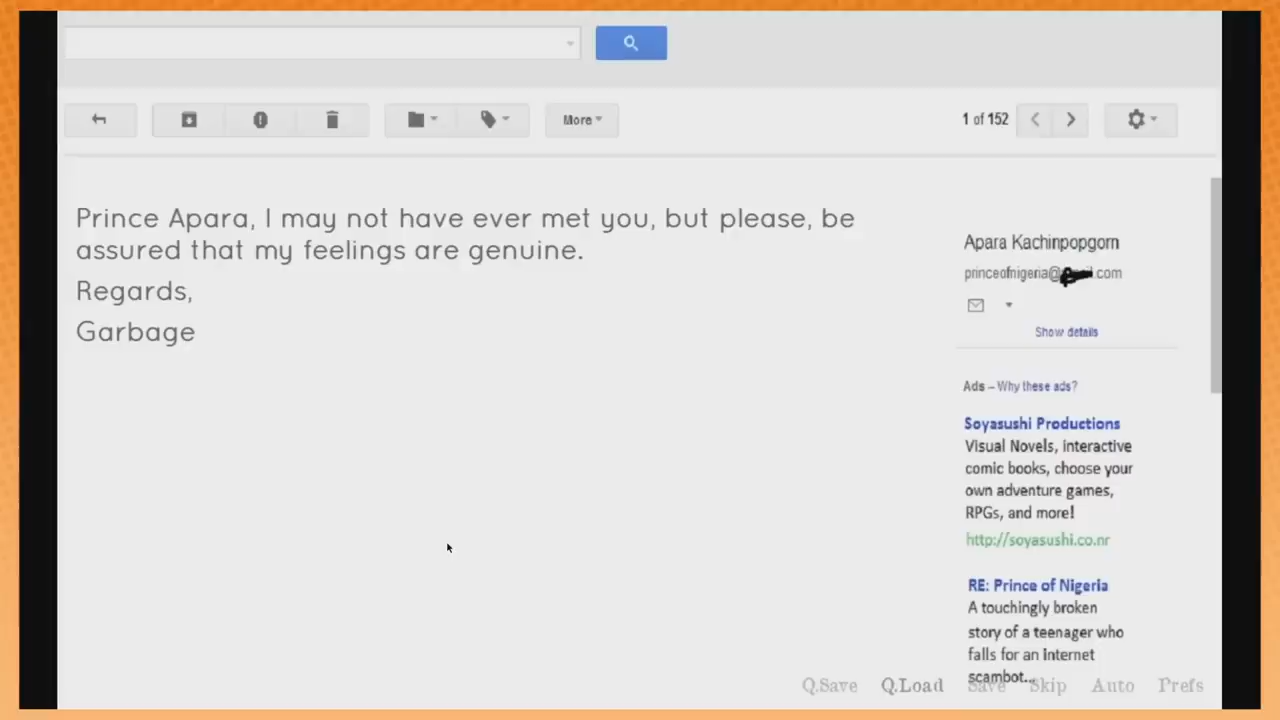 More
1 of 152
Prince Apara, I may not have ever met you, but please, be
assured that my feelings are genuine.
Regards,
Garbage
Apara Kachinpopgorn
princeofnigeria@ .com
Show details
Ads – Why these ads?
Soyasushi Productions
Visual Novels, interactive
comic books, choose your
own adventure games,
RPGs, and more!
http://soyasushi.co.nr
RE: Prince of Nigeria
A touchingly broken
story of a teenager who
falls for an internet
scambot...
Q.Save Q.Load Save Skip Auto Prefs